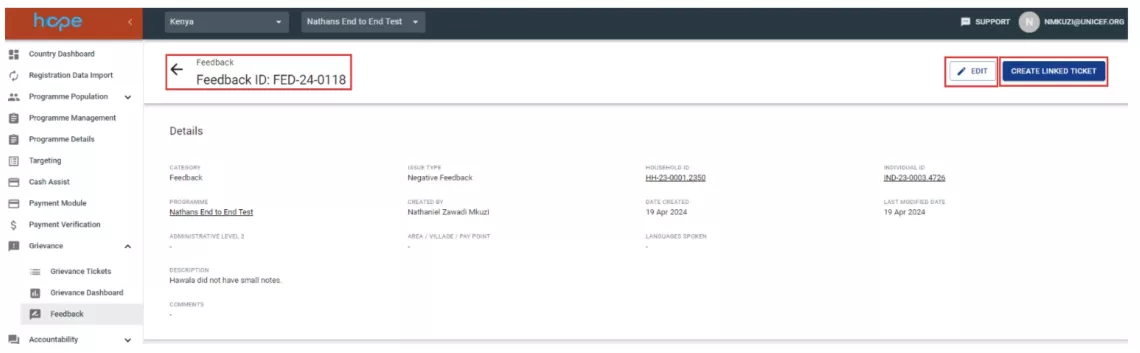 hope
Kenya
Nathans End to End Test
SUPPORT
N
NMKUZI@UNICEF.ORG
Country Dashboard
Registration Data Import
Programme Population
Programme Management
Programme Details
Targeting
Cash Assist
Payment Module
Payment Verification
Grievance
Grievance Tickets
Grievance Dashboard
Feedback
Accountability
Feedback
Feedback ID: FED-24-0118
EDIT
CREATE LINKED TICKET
Details
CATEGORY
Feedback
ISSUE TYPE
Negative Feedback
HOUSEHOLD ID
HH-23-0001.2350
INDIVIDUAL ID
IND-23-0003.4726
PROGRAMME
Nathans End to End Test
CREATED BY
Nathaniel Zawadi Mkuzi
DATE CREATED
19 Apr 2024
LAST MODIFIED DATE
19 Apr 2024
ADMINISTRATIVE LEVEL 2
-
AREA / VILLAGE / PAY POINT
-
LANGUAGES SPOKEN
-
DESCRIPTION
Hawala did not have small notes.
COMMENTS
-